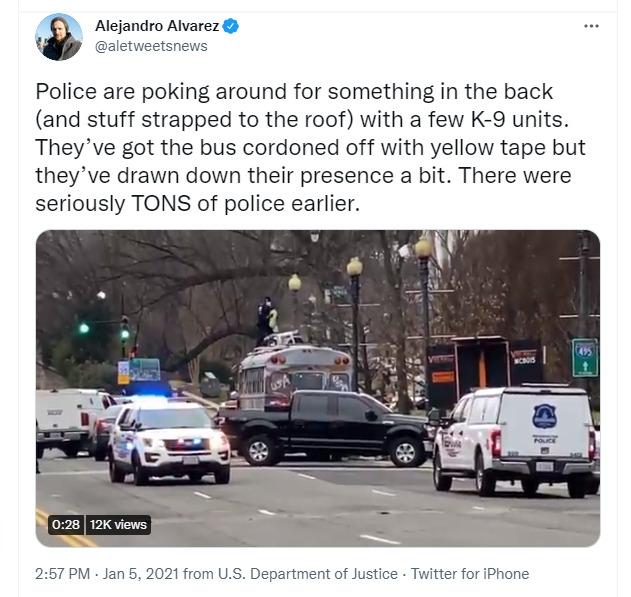 Alejandro Alvarez
@aletweetsnews
Police are poking around for something in the back
(and stuff strapped to the roof) with a few K-9 units.
They’ve got the bus cordoned off with yellow tape but
they’ve drawn down their presence a bit. There were
seriously TONS of police earlier.
495
USA
POLICE
0:28 12K views
2:57 PM · Jan 5, 2021 from U.S. Department of Justice · Twitter for iPhone